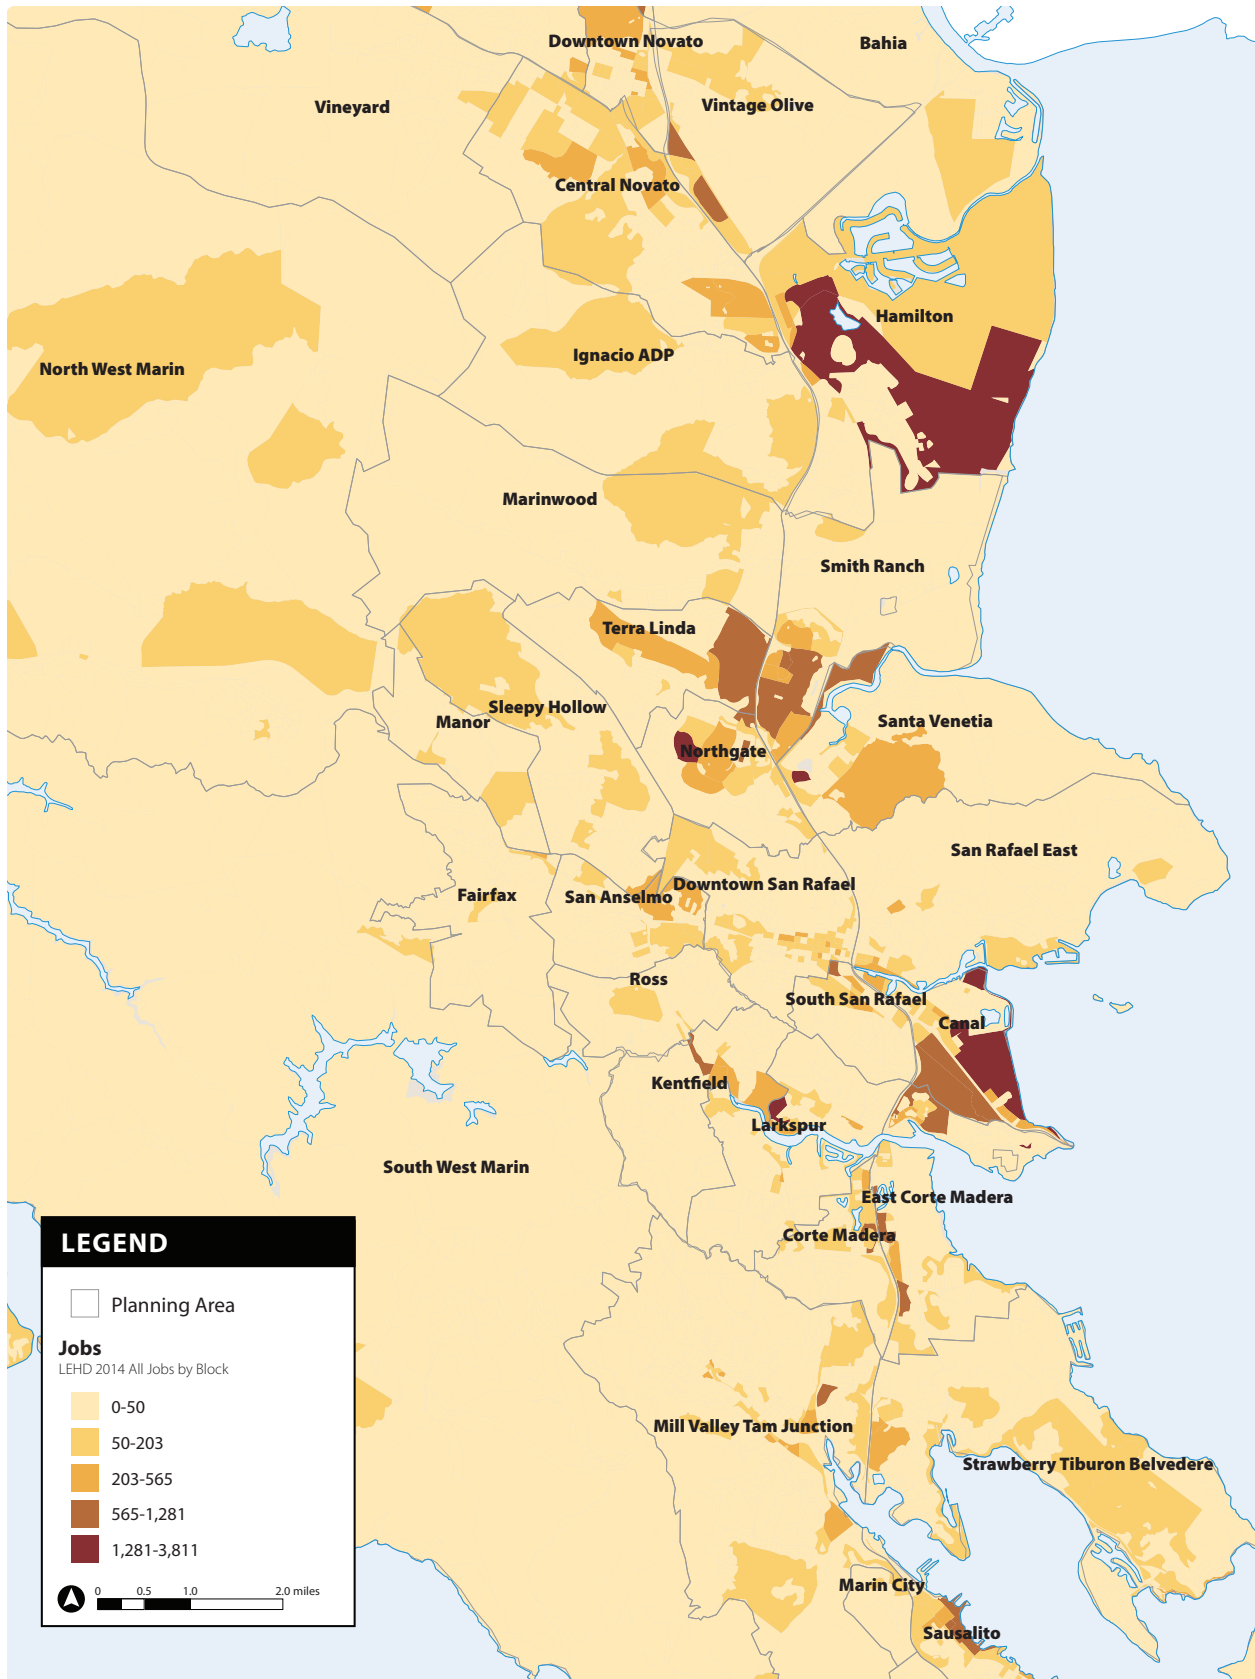 Downtown Novato
Bahia
Vineyard
Vintage Olive
Central Novato
Hamilton
North West Marin
Ignacio ADP
Marinwood
Smith Ranch
Terra Linda
Sleepy Hollow
Manor
Santa Venetia
Northgate
San Rafael East
Downtown San Rafael
Fairfax
San Anselmo
Ross
South San Rafael
Canal
Kentfield
Larkspur
South West Marin
East Corte Madera
Corte Madera
Mill Valley Tam Junction
Strawberry Tiburon Belvedere
Marin City
Sausalito
LEGEND
Planning Area
Jobs
LEHD 2014 All Jobs by Block
0-50
50-203
203-565
565-1,281
1,281-3,811
0 0.5 1.0 2.0 miles